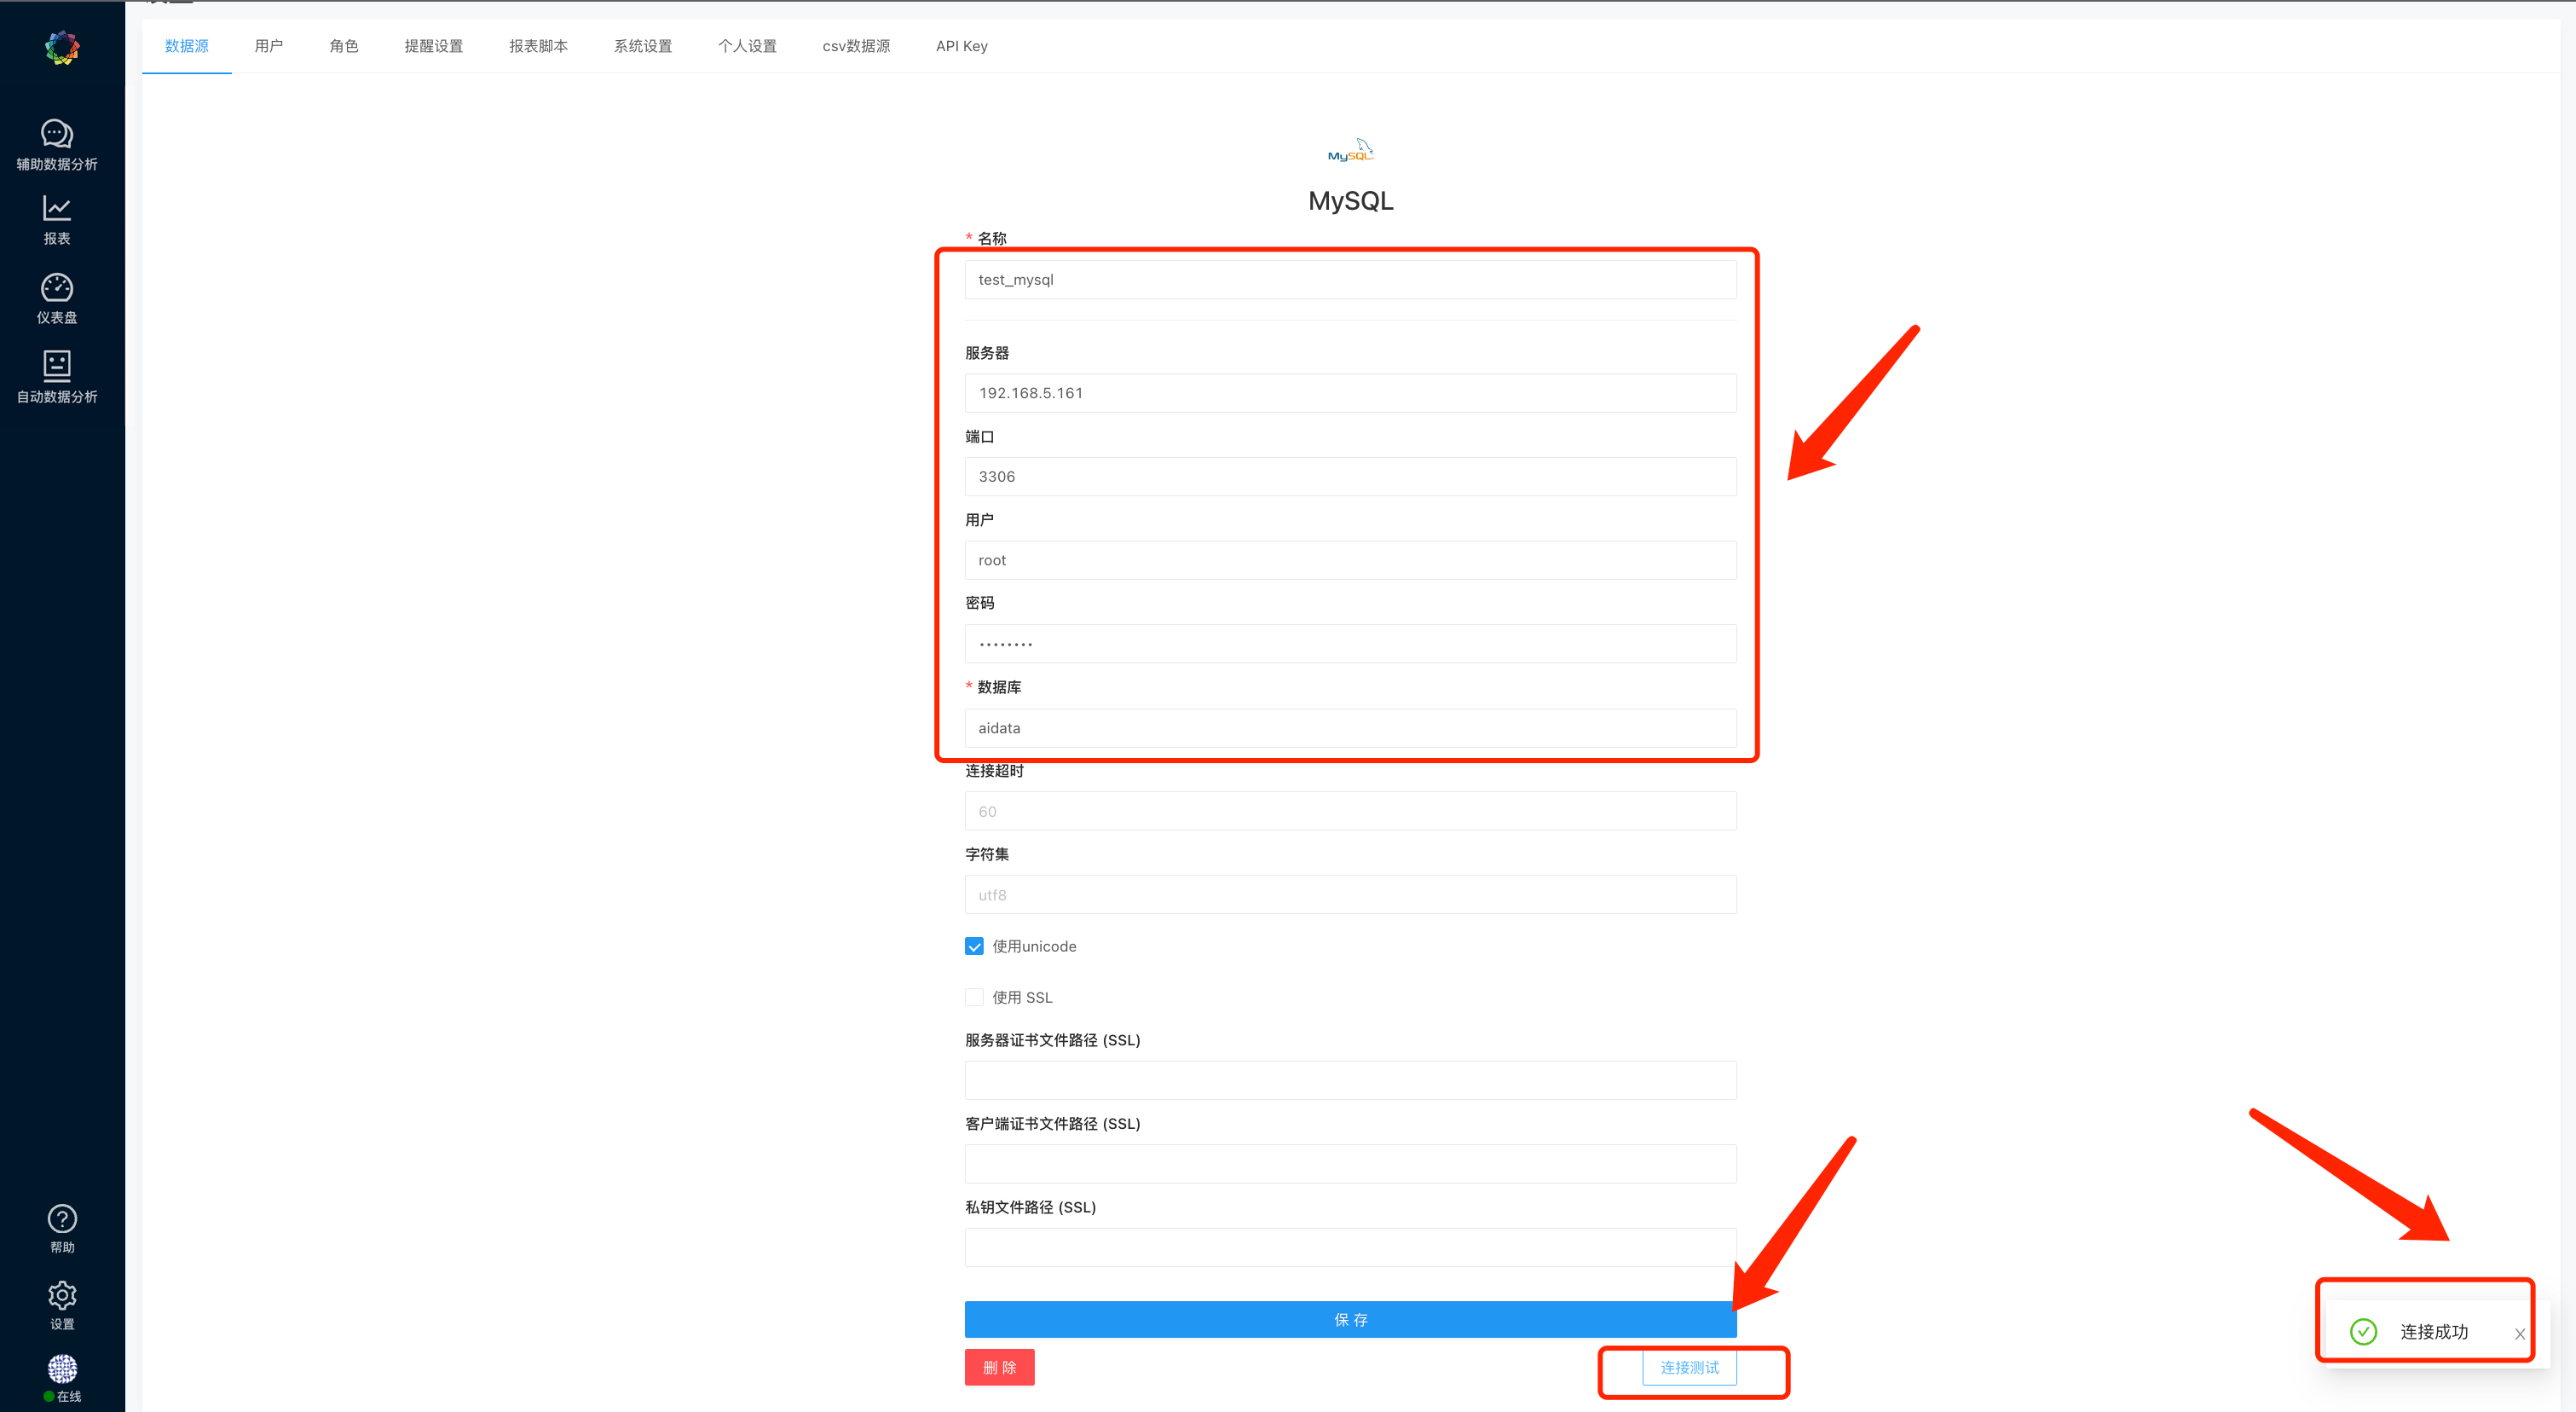 数据源
用户
角色
提醒设置
报表脚本
系统设置
个人设置
csv数据源
API Key
辅助数据分析
报表
仪表盘
自动数据分析
帮助
设置
在线
MySQL
MySQL
* 名称
test_mysql
服务器
192.168.5.161
端口
3306
用户
root
密码
••••••••
* 数据库
aidata
连接超时
60
字符集
utf8
使用unicode
使用 SSL
服务器证书文件路径 (SSL)
客户端证书文件路径 (SSL)
私钥文件路径 (SSL)
保 存
删 除
连接测试
连接成功